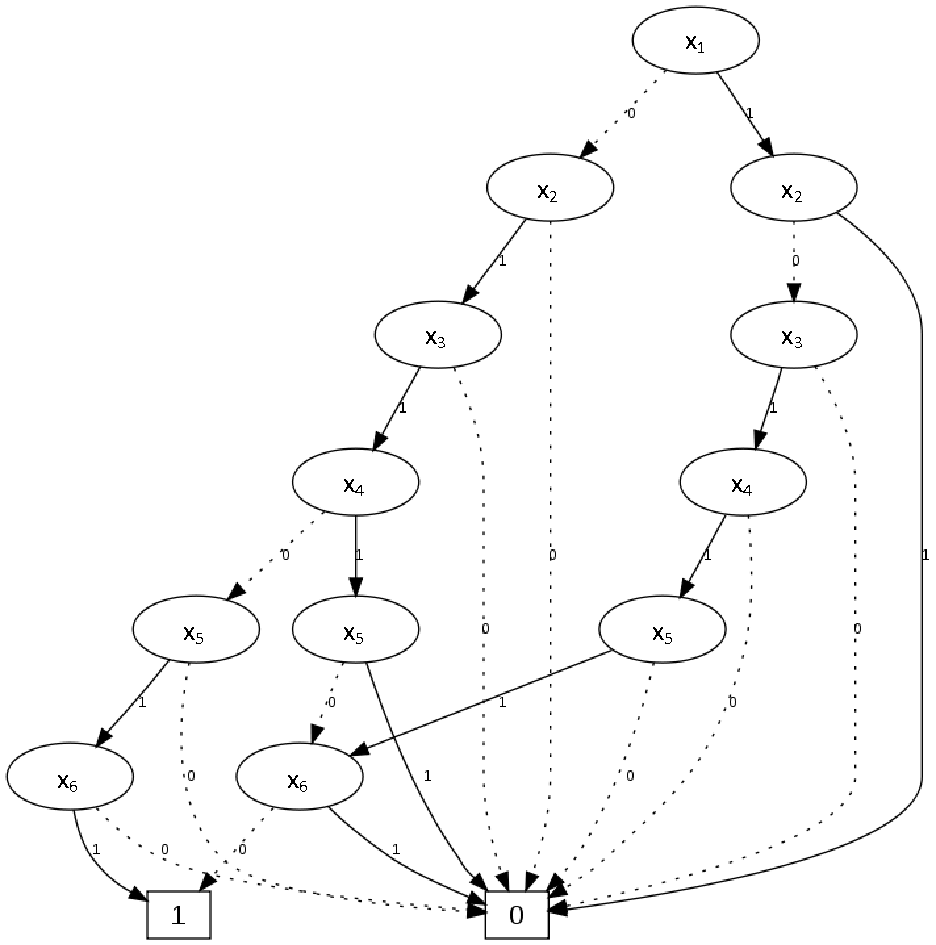 x₁
0 1
x₂ x₂
1 0
x₃ x₃
1 1
x₄ x₄
0 1 0 1 1
x₅ x₅ x₅
0 0
1 0 1 0
x₆ x₆
0 1 0
1 0 0 1
1 0